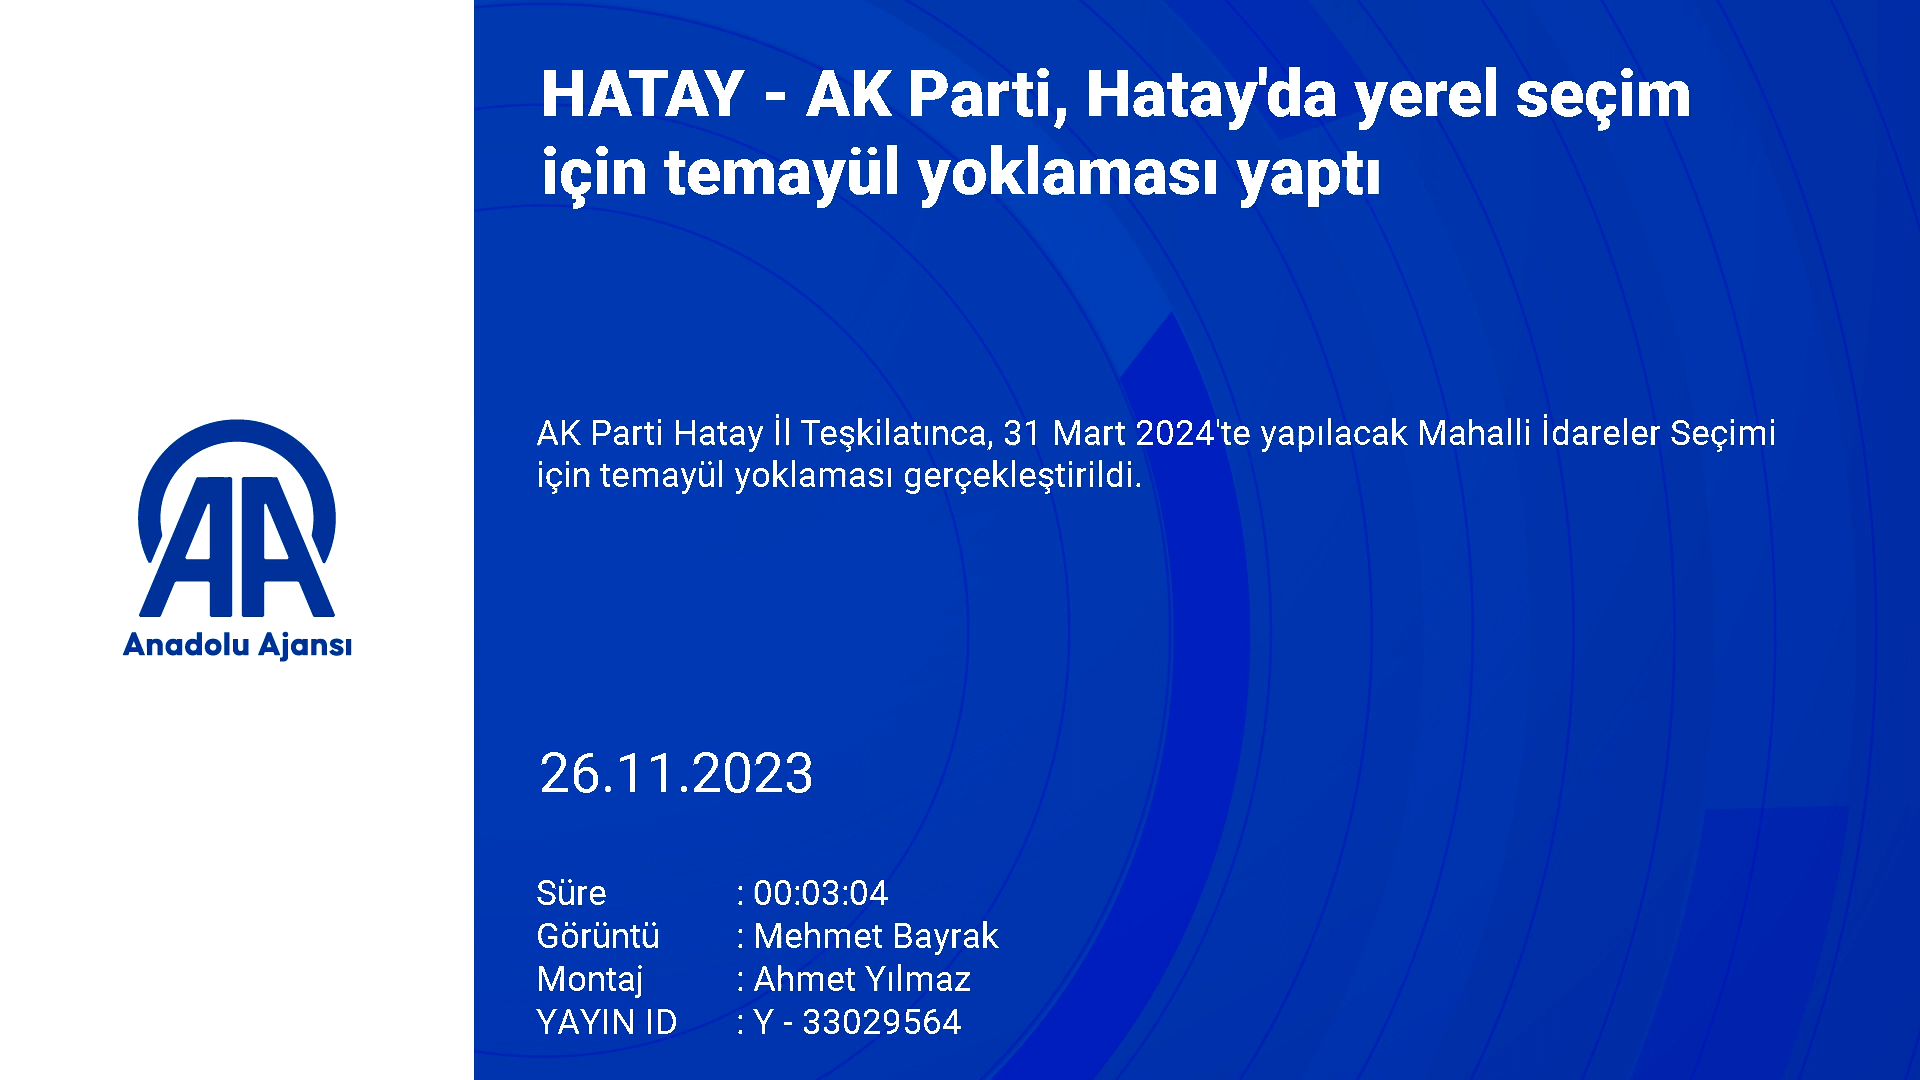 HATAY - AK Parti, Hatay'da yerel seçim
için temayül yoklaması yaptı
AK Parti Hatay İl Teşkilatınca, 31 Mart 2024'te yapılacak Mahalli İdareler Seçimi
için temayül yoklaması gerçekleştirildi.
AA
Anadolu Ajansı
26.11.2023
Süre : 00:03:04
Görüntü : Mehmet Bayrak
Montaj : Ahmet Yılmaz
YAYIN ID : Y - 33029564